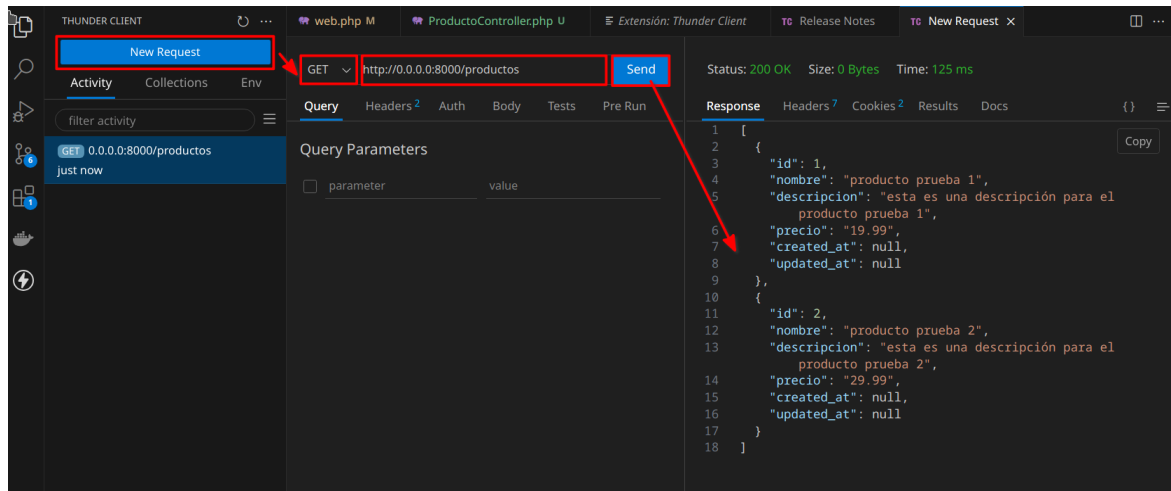 THUNDER CLIENT
New Request
Activity Collections Env
filter activity
GET 0.0.0.0:8000/productos
just now
6
1
web.php M
ProductoController.php U
Extensión: Thunder Client
TC Release Notes
TC New Request
GET http://0.0.0.0:8000/productos Send
Query Headers 2 Auth Body Tests Pre Run
Query Parameters
parameter value
Status: 200 OK Size: 0 Bytes Time: 125 ms
Response Headers 7 Cookies 2 Results Docs {}
Copy
1 [
2 {
3 "id": 1,
4 "nombre": "producto prueba 1",
5 "descripcion": "esta es una descripción para el
producto prueba 1",
6 "precio": "19.99",
7 "created_at": null,
8 "updated_at": null
9 },
10 {
11 "id": 2,
12 "nombre": "producto prueba 2",
13 "descripcion": "esta es una descripción para el
producto prueba 2",
14 "precio": "29.99",
15 "created_at": null,
16 "updated_at": null
17 }
18 ]